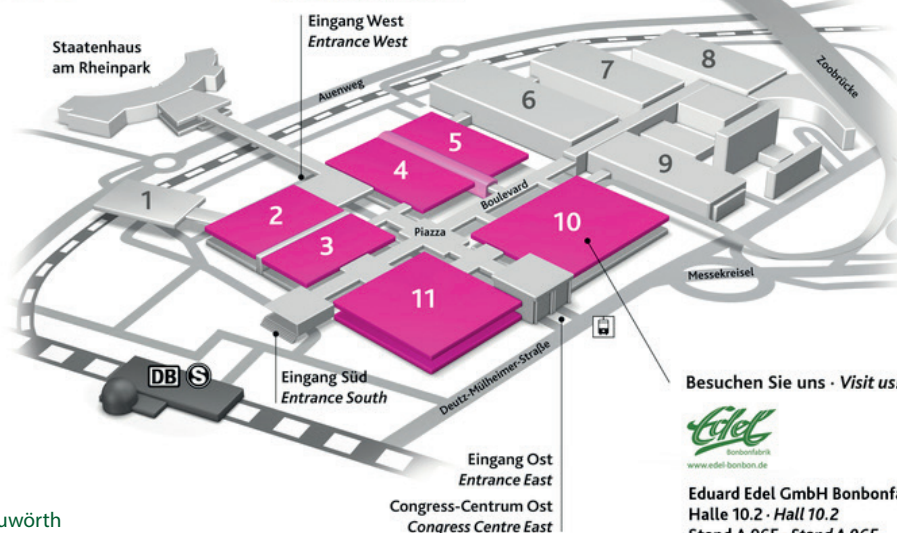 Eingang West
Entrance West
Staatenhaus
am Rheinpark
Auenweg
Zoobrücke
8
7
6
5
4
9
1
2
3
10
11
Boulevard
Piazza
Messekreisel
DB S
Eingang Süd
Entrance South
Deutz-Mülheimer-Straße
Besuchen Sie uns · Visit us
Edel
Bonbonfabrik
www.edel-bonbon.de
Eingang Ost
Entrance East
Congress-Centrum Ost
Congress Centre East
Eduard Edel GmbH
Halle 10.2 · Hall 10.2